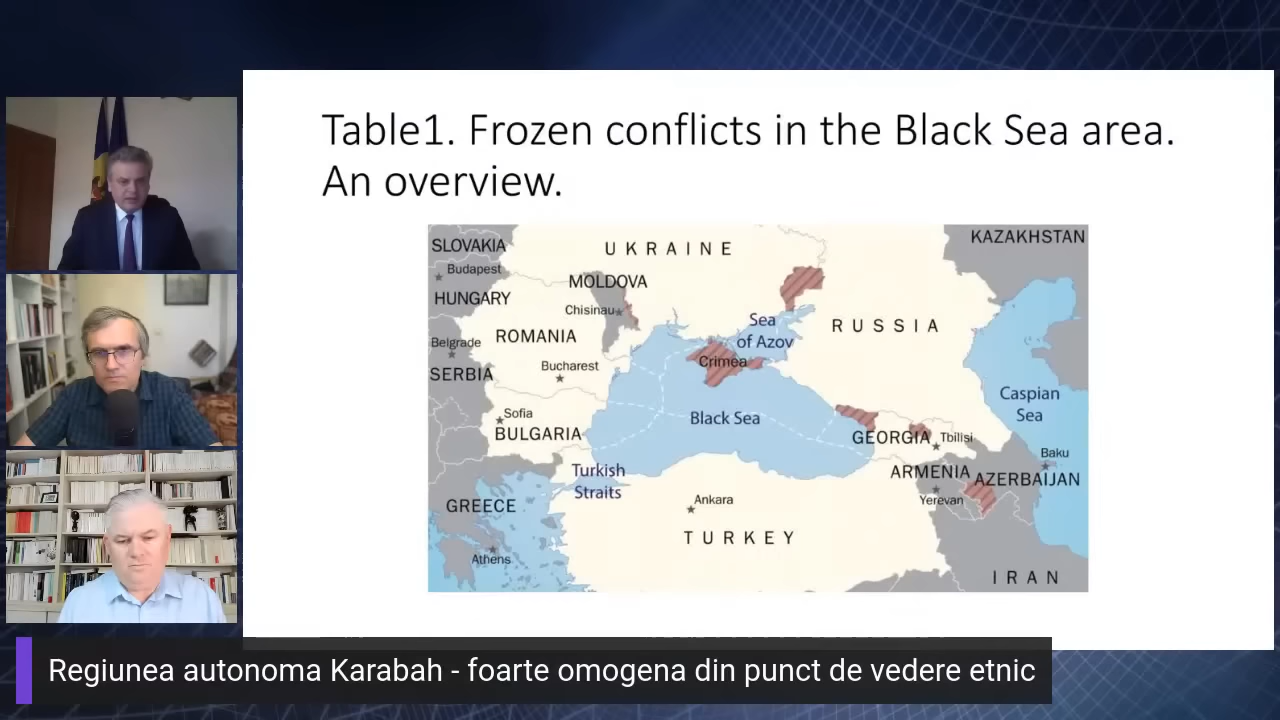 Table1. Frozen conflicts in the Black Sea area.
An overview.
SLOVAKIA
UKRAINE
KAZAKHSTAN
Budapest
MOLDOVA
HUNGARY
Chisinau
Sea
of Azov
RUSSIA
ROMANIA
Belgrade
Crimea
Bucharest
SERBIA
Caspian
Sea
Sofia
Black Sea
BULGARIA
GEORGIA
Tbilisi
Baku
Turkish
Straits
ARMENIA
AZERBAIJAN
Yerevan
GREECE
Ankara
TURKEY
Athens
IRAN
Regiunea autonoma Karabah - foarte omogena din punct de vedere etnic